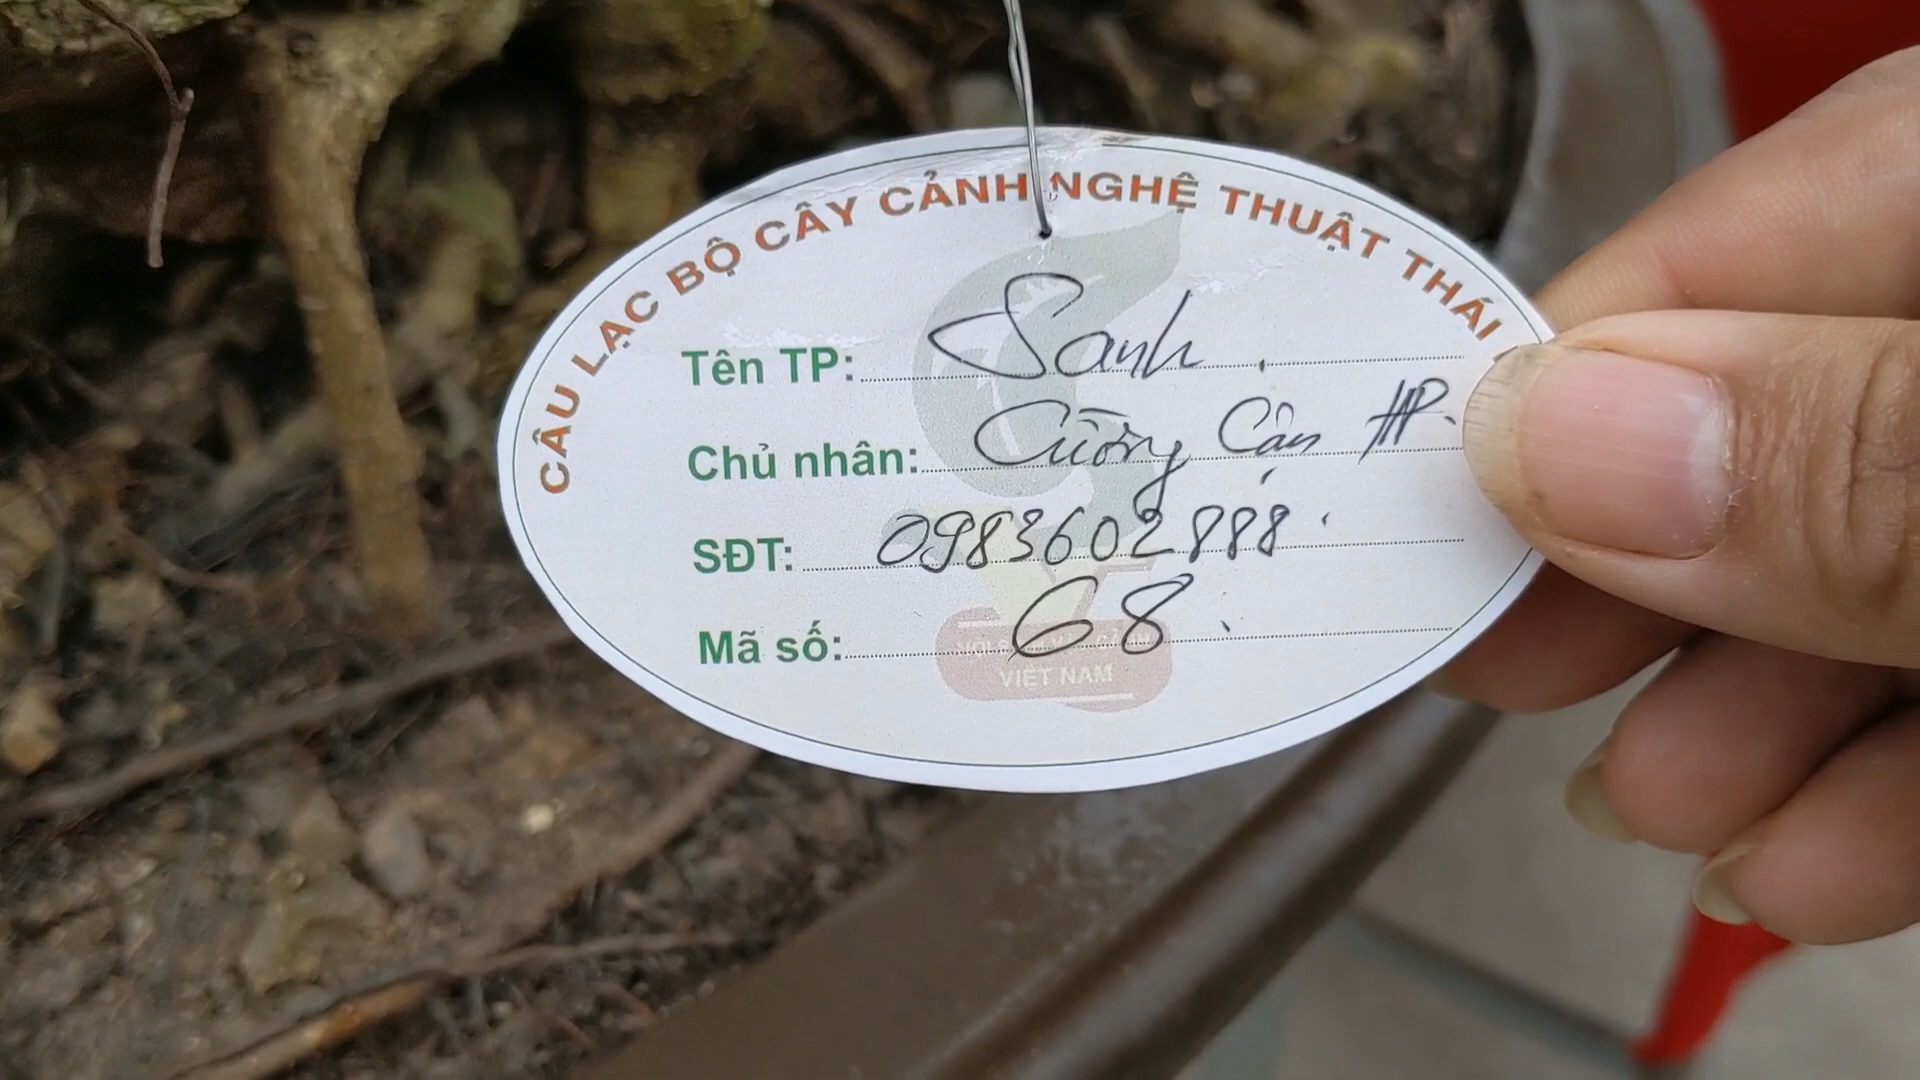 CÂU LẠC BỘ CÂY CẢNH NGHỆ THUẬT THÁI
Tên TP: Sanh.
Chủ nhân: Cường Cận HP.
SĐT: 0983602888.
Mã số: 68.
VIỆT NAM